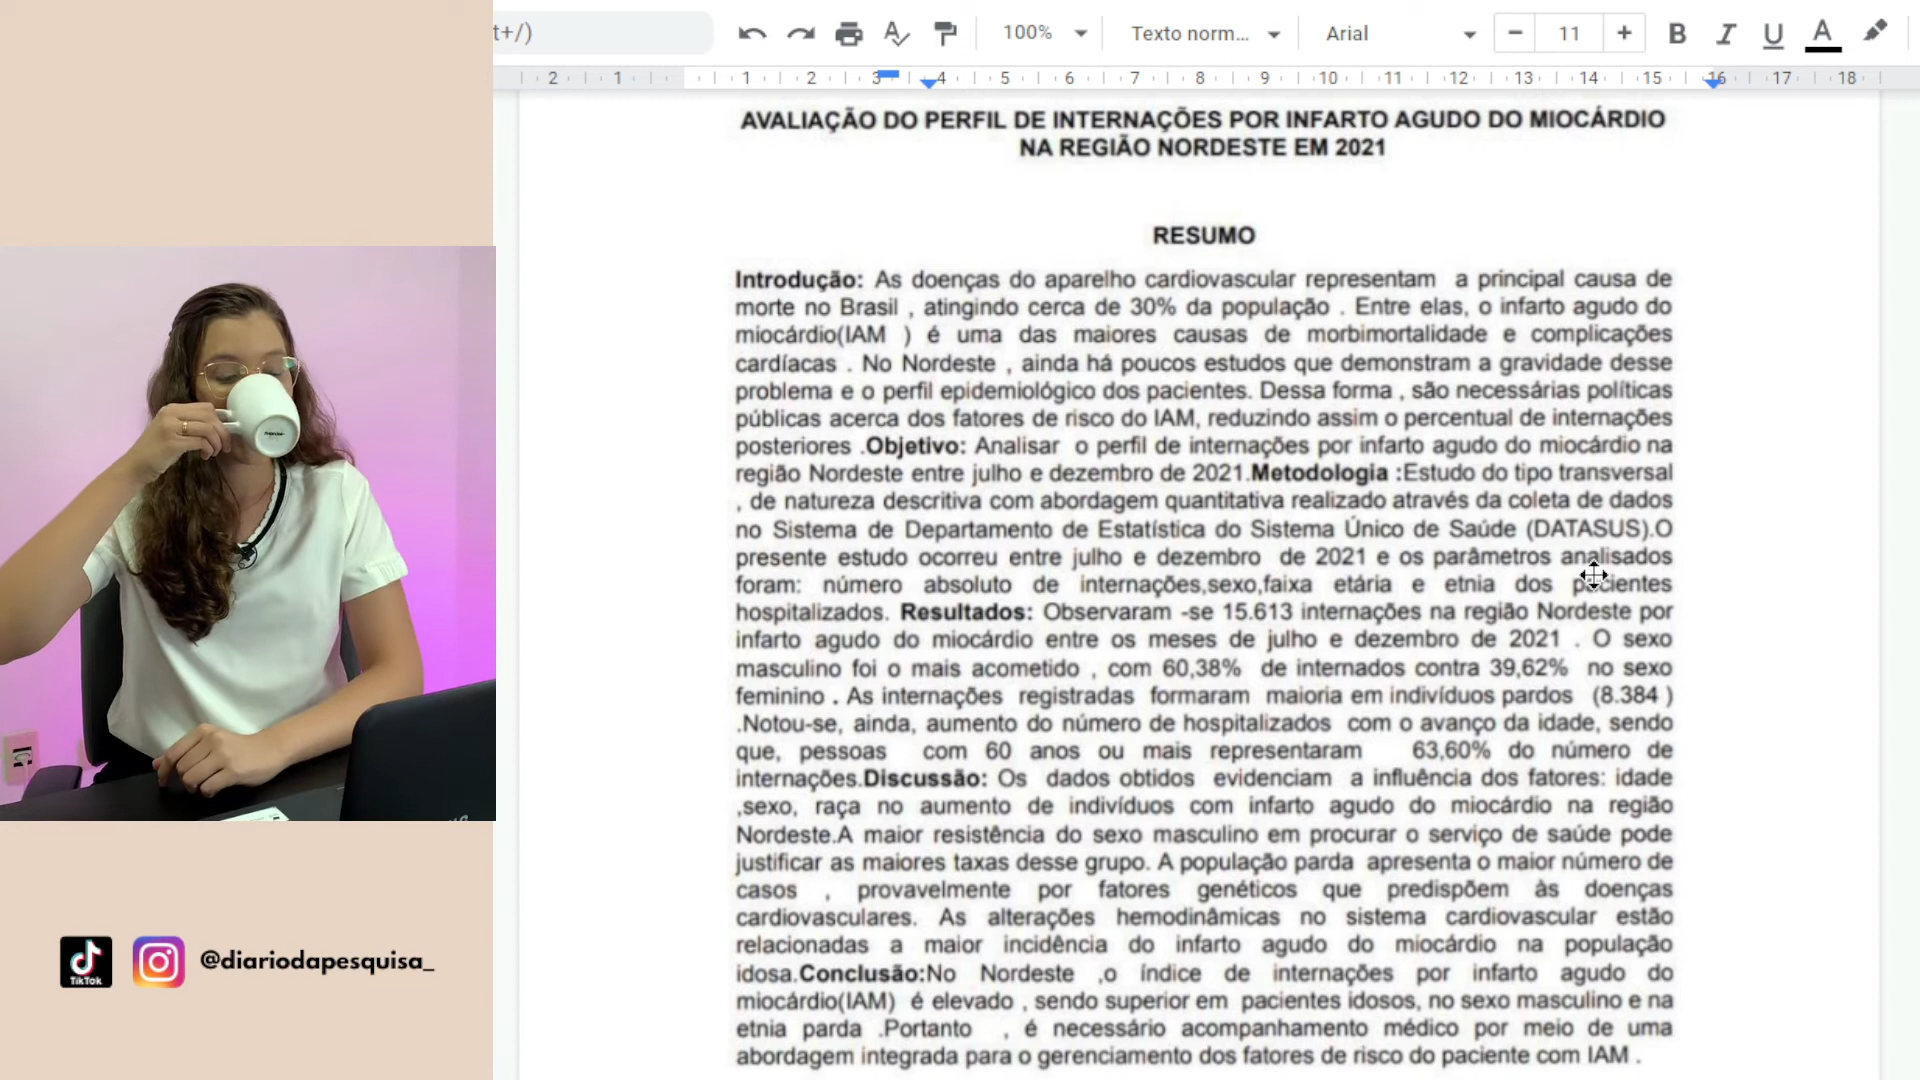 t+/)
100%
Texto norm...
Arial
11
B I U A
2 1 1 2 3 4 5 6 7 8 9 10 11 12 13 14 15 16 17 18
AVALIAÇÃO DO PERFIL DE INTERNAÇÕES POR INFARTO AGUDO DO MIOCÁRDIO
NA REGIÃO NORDESTE EM 2021
RESUMO
Introdução: As doenças do aparelho cardiovascular representam a principal causa de
morte no Brasil , atingindo cerca de 30% da população . Entre elas, o infarto agudo do
miocárdio(IAM ) é uma das maiores causas de morbimortalidade e complicações
cardíacas . No Nordeste , ainda há poucos estudos que demonstram a gravidade desse
problema e o perfil epidemiológico dos pacientes. Dessa forma , são necessárias políticas
públicas acerca dos fatores de risco do IAM, reduzindo assim o percentual de internações
posteriores .Objetivo: Analisar o perfil de internações por infarto agudo do miocárdio na
região Nordeste entre julho e dezembro de 2021.Metodologia :Estudo do tipo transversal
, de natureza descritiva com abordagem quantitativa realizado através da coleta de dados
no Sistema de Departamento de Estatística do Sistema Único de Saúde (DATASUS).O
presente estudo ocorreu entre julho e dezembro de 2021 e os parâmetros analisados
foram: número absoluto de internações,sexo,faixa etária e etnia dos pacientes
hospitalizados. Resultados: Observaram -se 15.613 internações na região Nordeste por
infarto agudo do miocárdio entre os meses de julho e dezembro de 2021 . O sexo
masculino foi o mais acometido , com 60,38% de internados contra 39,62% no sexo
feminino . As internações registradas formaram maioria em indivíduos pardos (8.384 )
.Notou-se, ainda, aumento do número de hospitalizados com o avanço da idade, sendo
que, pessoas com 60 anos ou mais representaram 63,60% do número de
internações.Discussão: Os dados obtidos evidenciam a influência dos fatores: idade
,sexo, raça no aumento de indivíduos com infarto agudo do miocárdio na região
Nordeste.A maior resistência do sexo masculino em procurar o serviço de saúde pode
justificar as maiores taxas desse grupo. A população parda apresenta o maior número de
casos , provavelmente por fatores genéticos que predispõem às doenças
cardiovasculares. As alterações hemodinâmicas no sistema cardiovascular estão
relacionadas a maior incidência do infarto agudo do miocárdio na população
idosa.Conclusão:No Nordeste ,o índice de internações por infarto agudo do
miocárdio(IAM) é elevado , sendo superior em pacientes idosos, no sexo masculino e na
etnia parda .Portanto , é necessário acompanhamento médico por meio de uma
abordagem integrada para o gerenciamento dos fatores de risco do paciente com IAM .
TikTok
@diariodapesquisa_